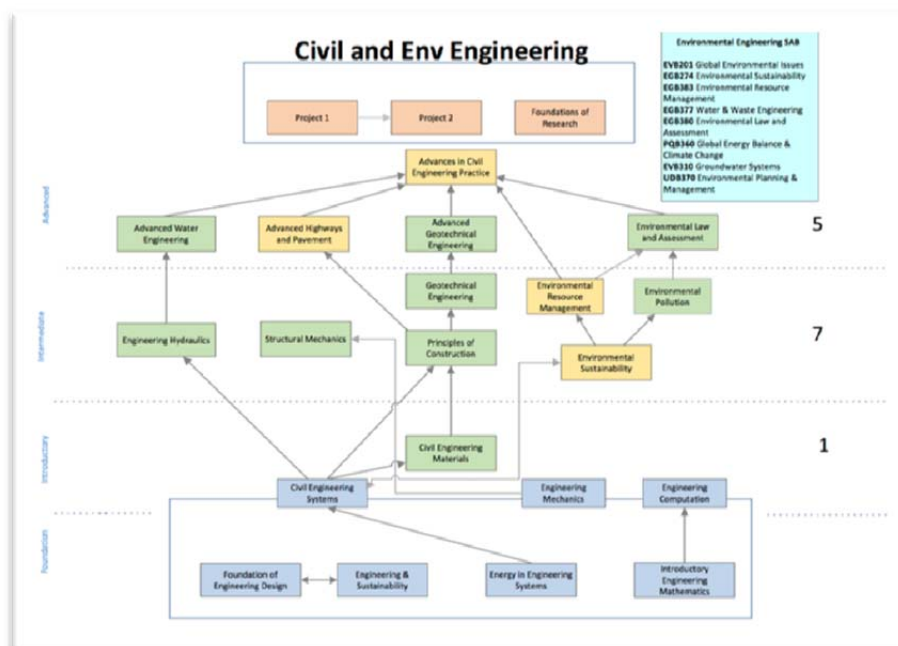 Civil and Env Engineering
Environmental Engineering SAB
EVB201 Global Environmental Issues
EGB274 Environmental Sustainability
EGB383 Environmental Resource
Management
EGB377 Water & Waste Engineering
EGB380 Environmental Law and
Assessment
PQB360 Global Energy Balance &
Climate Change
EVB310 Groundwater Systems
UDB370 Environmental Planning &
Management
Project 1
Project 2
Foundations of
Research
Advances in Civil
Engineering Practice
Advanced
Advanced Water
Engineering
Advanced Highways
and Pavement
Advanced
Geotechnical
Engineering
Environmental Law
and Assessment
5
Geotechnical
Engineering
Environmental
Resource
Management
Environmental
Pollution
Intermediate
Engineering Hydraulics
Structural Mechanics
Principles of
Construction
Environmental
Sustainability
7
Introductory
Civil Engineering
Materials
1
Civil Engineering
Systems
Engineering
Mechanics
Engineering
Computation
Foundation
Foundation of
Engineering Design
Engineering &
Sustainability
Energy in Engineering
Systems
Introductory
Engineering
Mathematics